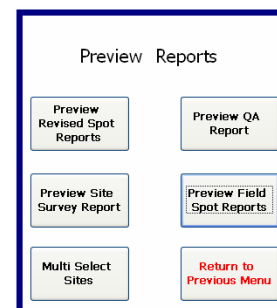 Preview Reports
Preview
Revised Spot
Reports
Preview QA
Report
Preview Site
Survey Report
Preview Field
Spot Reports
Multi Select
Sites
Return to
Previous Menu